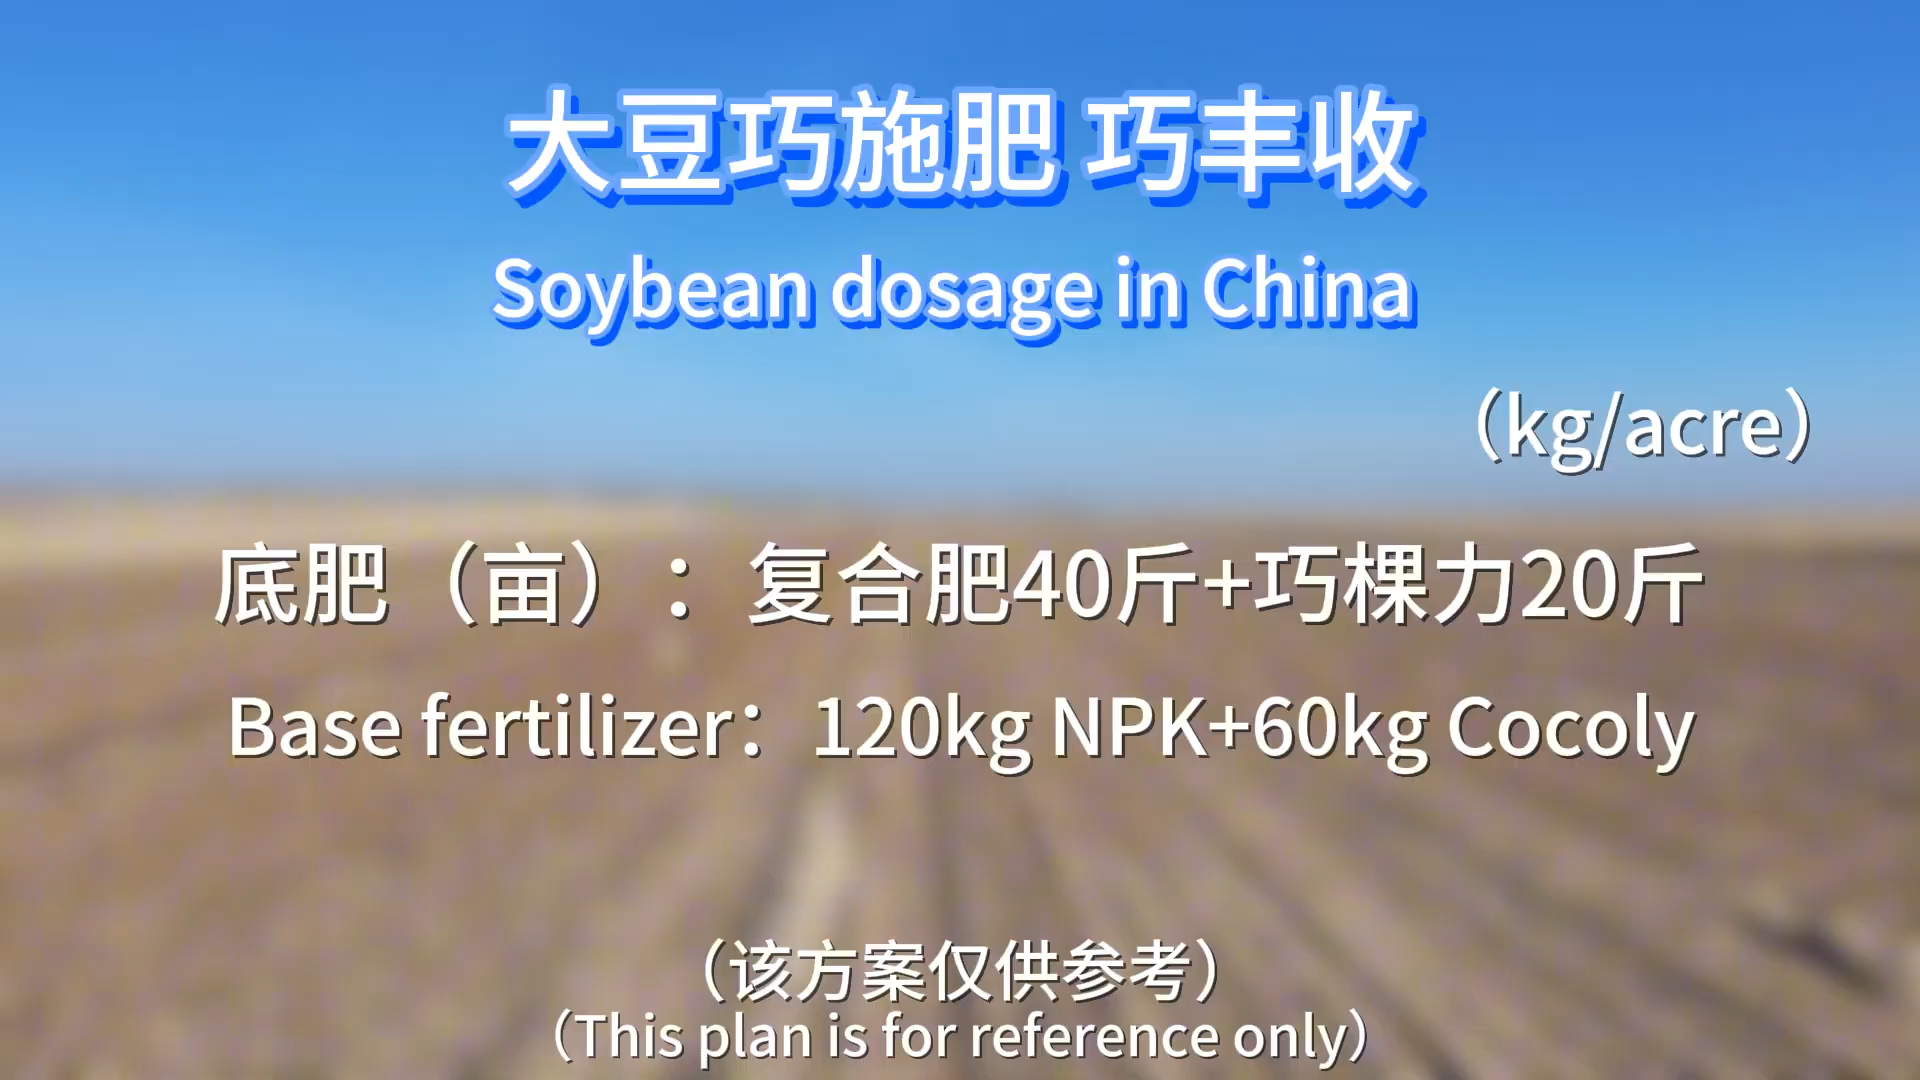 大豆巧施肥 巧丰收
Soybean dosage in China
（kg/acre）
底肥（亩）：复合肥40斤+巧棵力20斤
Base fertilizer：120kg NPK+60kg Cocoly
（该方案仅供参考）
（This plan is for reference only）